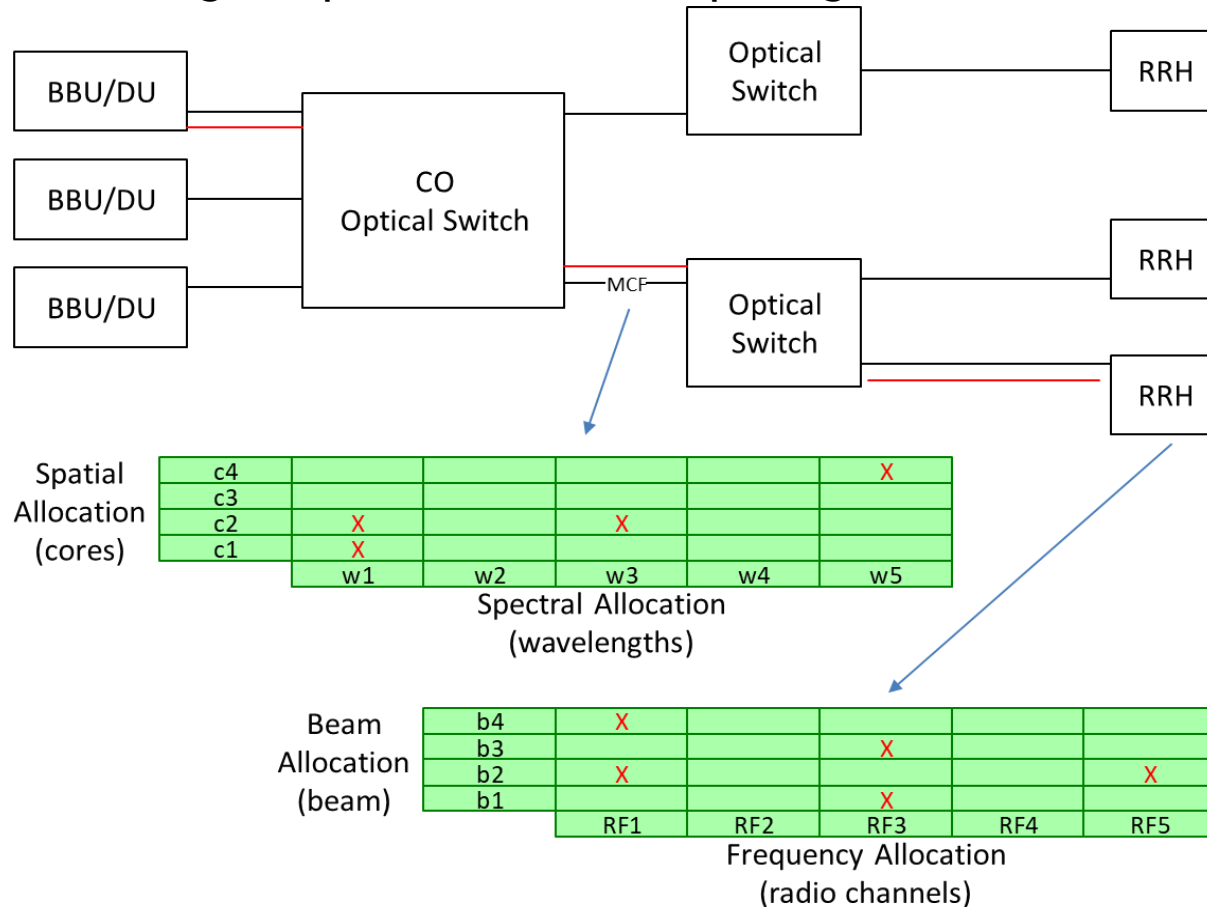 BBU/DU
BBU/DU
BBU/DU
CO
Optical Switch
Optical
Switch
RRH
MCF
Optical
Switch
RRH
RRH
Spatial
Allocation
(cores)
c4 X
c3
c2 X X
c1 X
w1 w2 w3 w4 w5
Spectral Allocation
(wavelengths)
Beam
Allocation
(beam)
b4 X
b3 X
b2 X X
b1 X
RF1 RF2 RF3 RF4 RF5
Frequency Allocation
(radio channels)